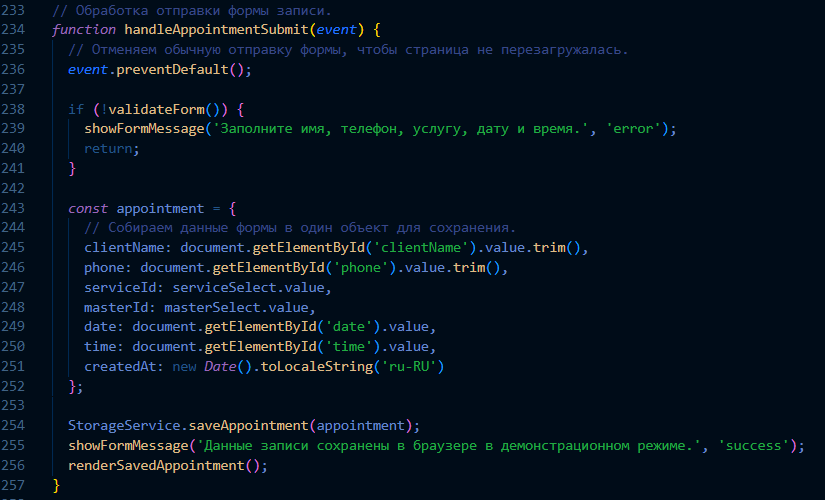 233 // Обработка отправки формы записи.
234 function handleAppointmentSubmit(event) {
235 // Отменяем обычную отправку формы, чтобы страница не перезагружалась.
236 event.preventDefault();
237
238 if (!validateForm()) {
239 showFormMessage('Заполните имя, телефон, услугу, дату и время.', 'error');
240 return;
241 }
242
243 const appointment = {
244 // Собираем данные формы в один объект для сохранения.
245 clientName: document.getElementById('clientName').value.trim(),
246 phone: document.getElementById('phone').value.trim(),
247 serviceId: serviceSelect.value,
248 masterId: masterSelect.value,
249 date: document.getElementById('date').value,
250 time: document.getElementById('time').value,
251 createdAt: new Date().toLocaleString('ru-RU')
252 };
253
254 StorageService.saveAppointment(appointment);
255 showFormMessage('Данные записи сохранены в браузере в демонстрационном режиме.', 'success');
256 renderSavedAppointment();
257 }